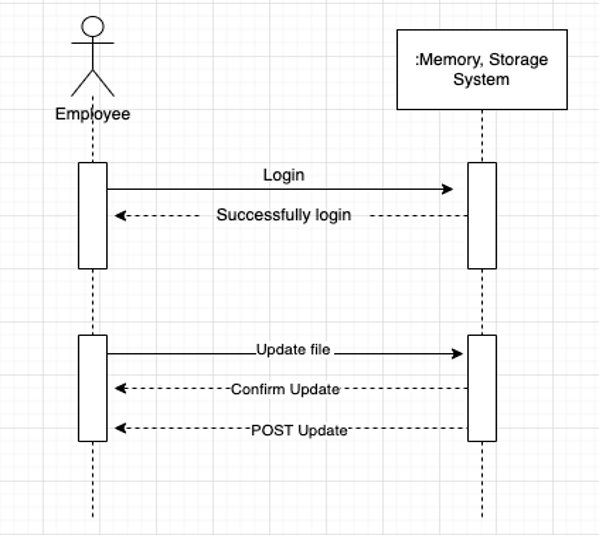 :Memory, Storage
System
Employee
Login
Successfully login
Update file
Confirm Update
POST Update